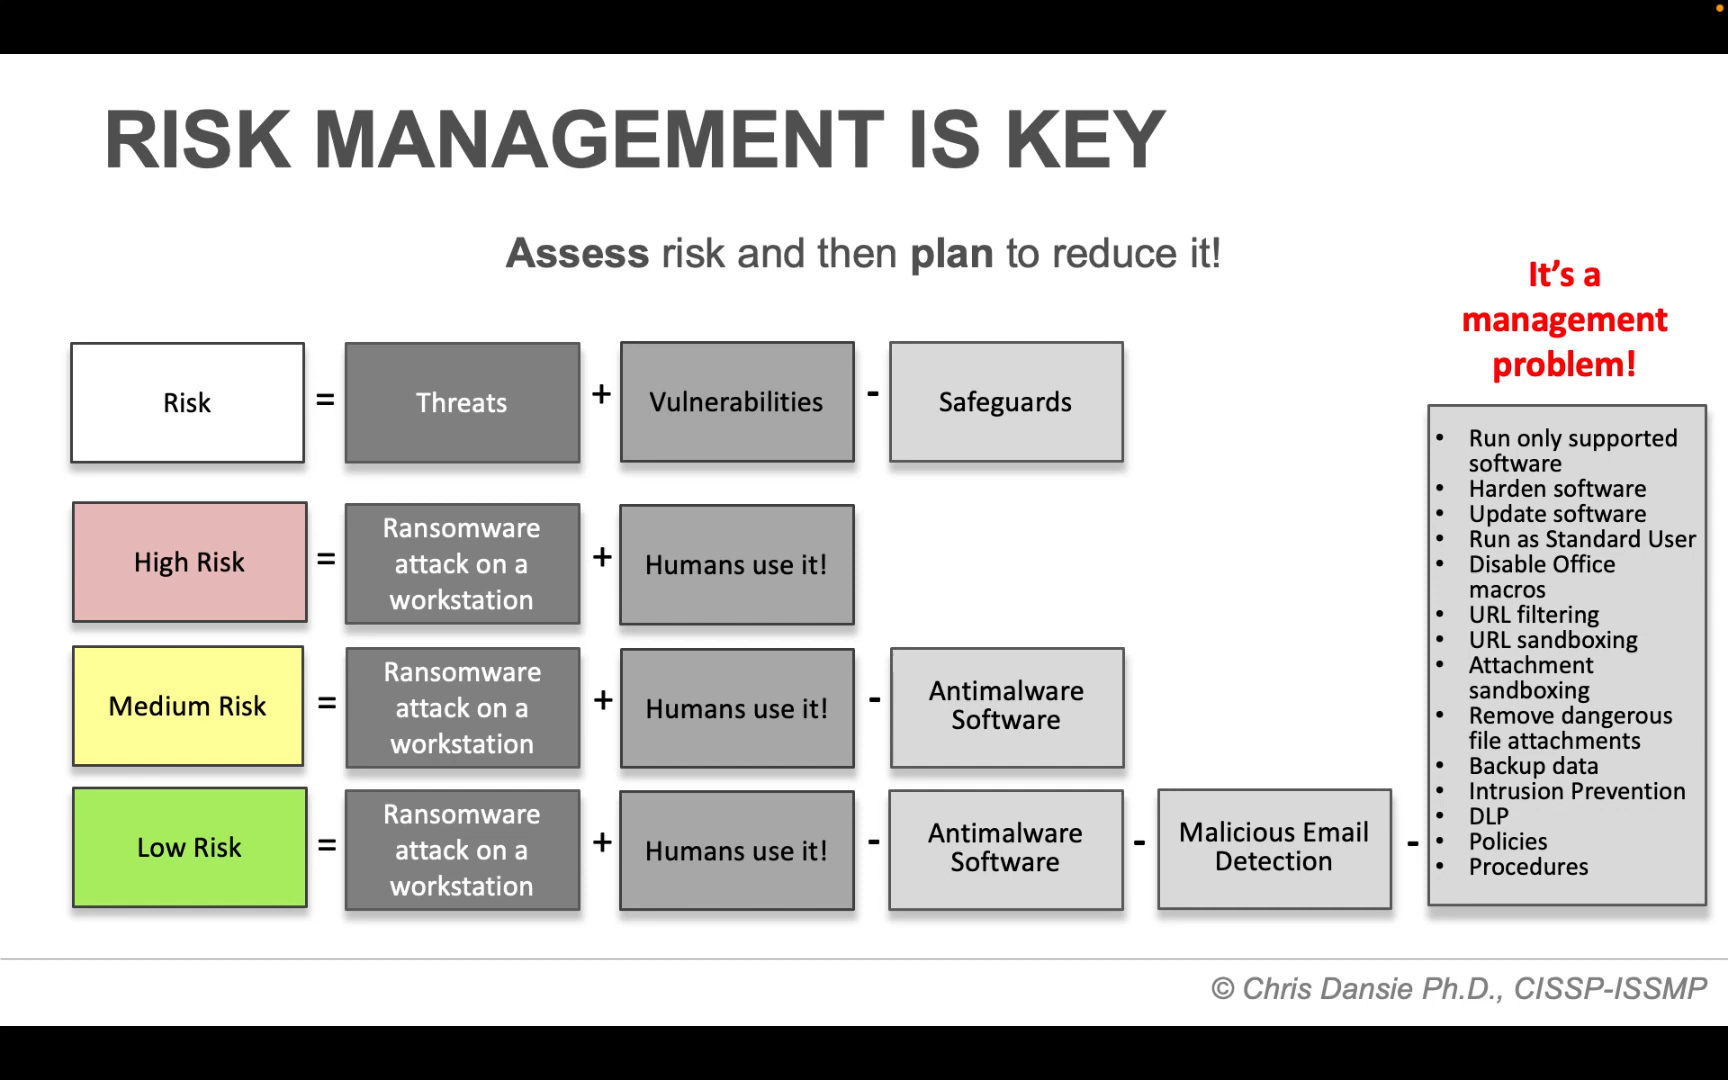 RISK MANAGEMENT IS KEY
Assess risk and then plan to reduce it!
It's a
management
problem!
Risk
=
Threats
+
Vulnerabilities
-
Safeguards
High Risk
=
Ransomware
attack on a
workstation
+
Humans use it!
Medium Risk
=
Ransomware
attack on a
workstation
+
Humans use it!
-
Antimalware
Software
Low Risk
=
Ransomware
attack on a
workstation
+
Humans use it!
-
Antimalware
Software
-
Malicious Email
Detection
-
• Run only supported
software
• Harden software
• Update software
• Run as Standard User
• Disable Office
macros
• URL filtering
• URL sandboxing
• Attachment
sandboxing
• Remove dangerous
file attachments
• Backup data
• Intrusion Prevention
• DLP
• Policies
• Procedures
© Chris Dansie Ph.D., CISSP-ISSMP